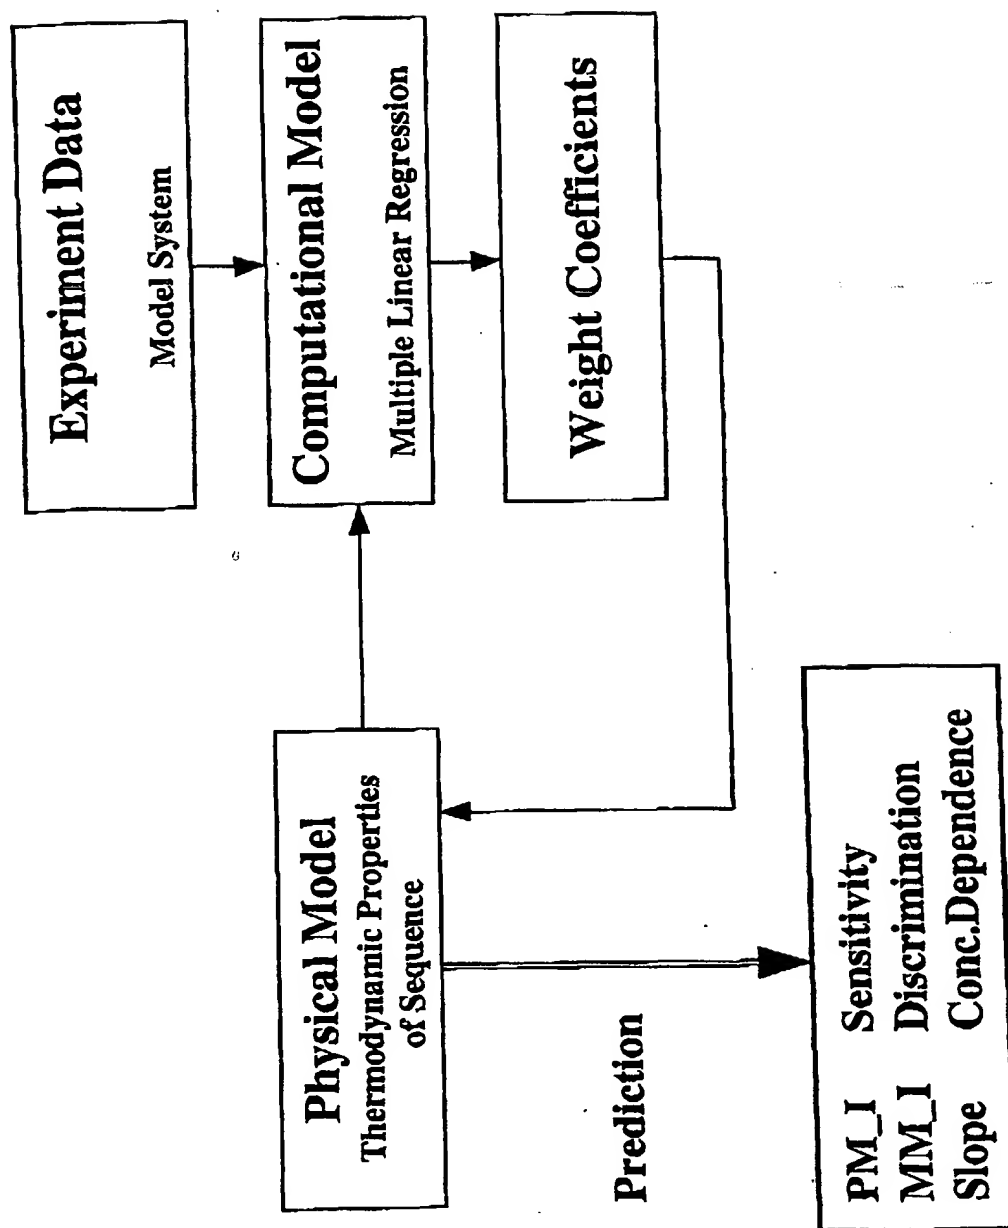 Experiment Data
Model System
Physical Model
Thermodynamic Properties
of Sequence
Computational Model
Multiple Linear Regression
Weight Coefficients
Prediction
PM_I Sensitivity
MM_I Discrimination
Slope Conc.Dependence